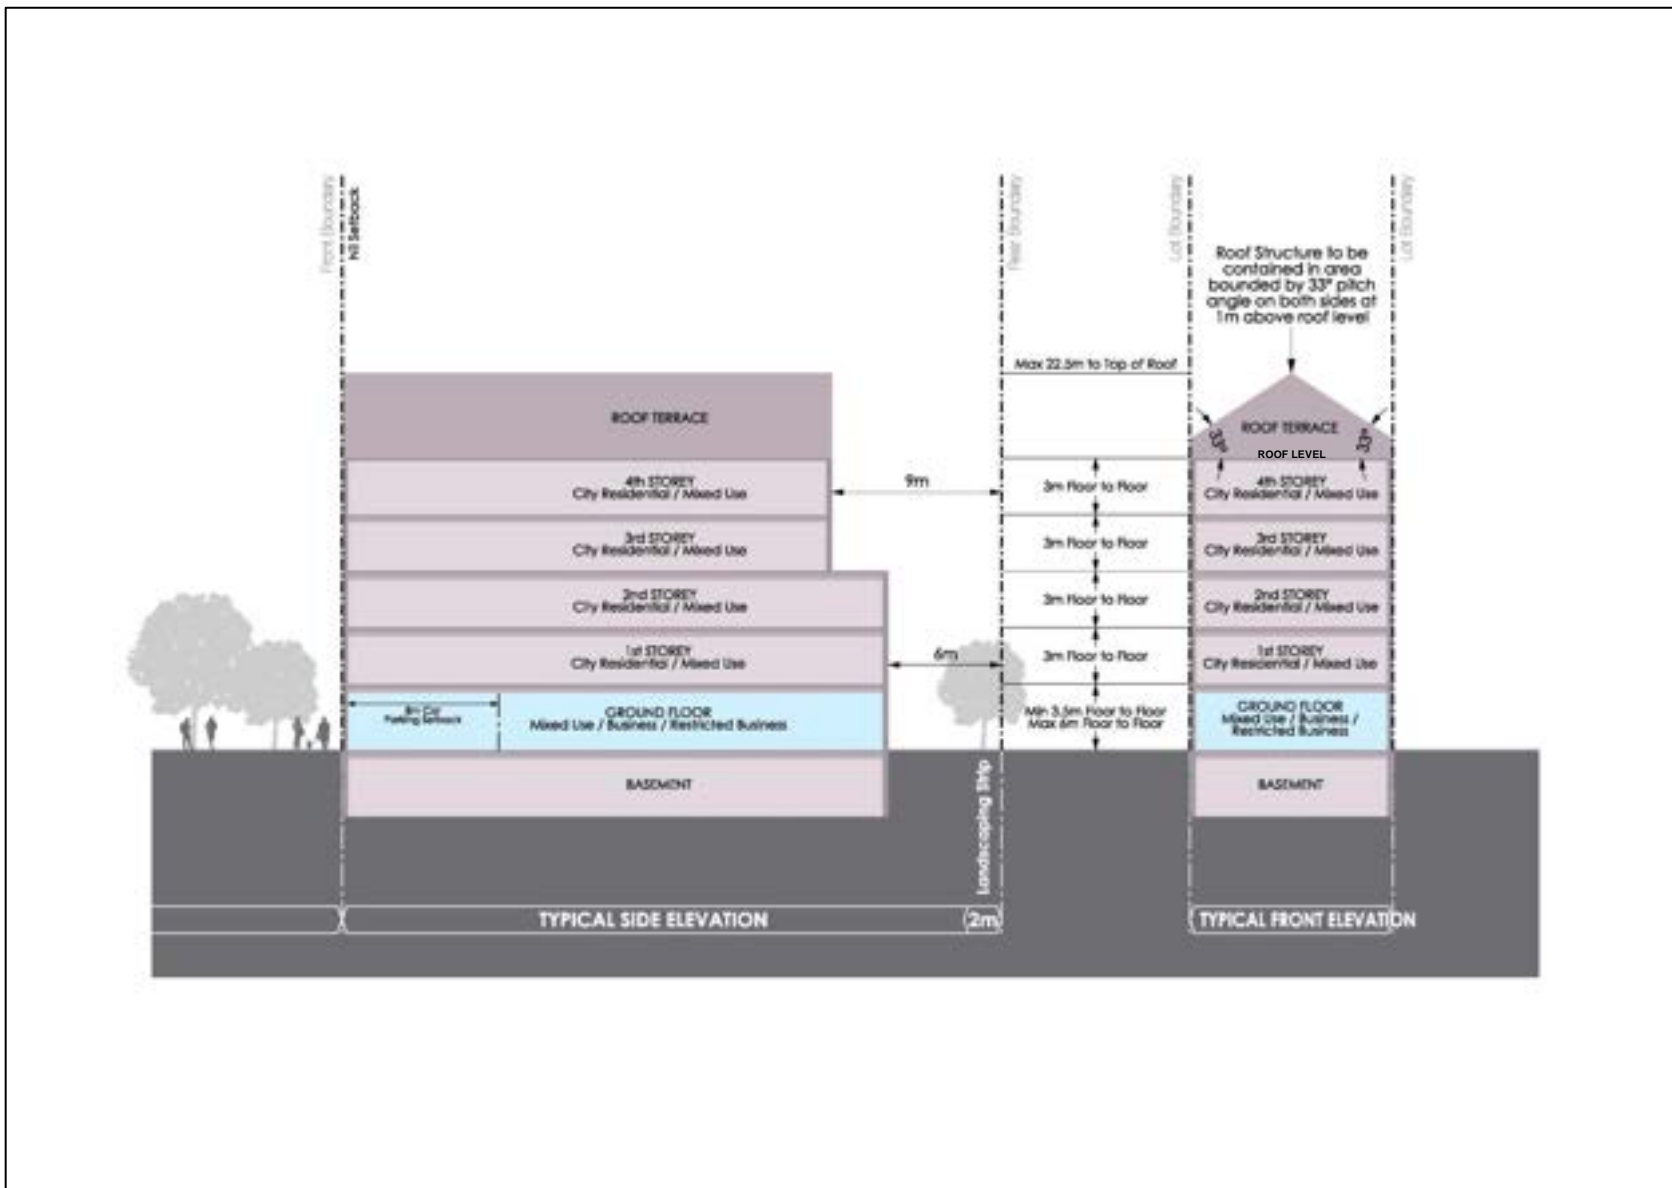 Front Boundary
Nil Setback
Rear Boundary
Lot Boundary
Lot Boundary
Roof Structure to be
contained in area
bounded by 33° pitch
angle on both sides at
1m above roof level
Max 22.5m to Top of Roof
ROOF TERRACE
4th STOREY
City Residential / Mixed Use
3rd STOREY
City Residential / Mixed Use
2nd STOREY
City Residential / Mixed Use
1st STOREY
City Residential / Mixed Use
8m Car
Parking Setback
GROUND FLOOR
Mixed Use / Business / Restricted Business
BASEMENT
9m
6m
3m Floor to Floor
3m Floor to Floor
3m Floor to Floor
3m Floor to Floor
Min 3.5m Floor to Floor
Max 6m Floor to Floor
33°
ROOF TERRACE
33°
ROOF LEVEL
4th STOREY
City Residential / Mixed Use
3rd STOREY
City Residential / Mixed Use
2nd STOREY
City Residential / Mixed Use
1st STOREY
City Residential / Mixed Use
GROUND FLOOR
Mixed Use / Business /
Restricted Business
BASEMENT
Landscaping Strip
TYPICAL SIDE ELEVATION
2m
TYPICAL FRONT ELEVATION